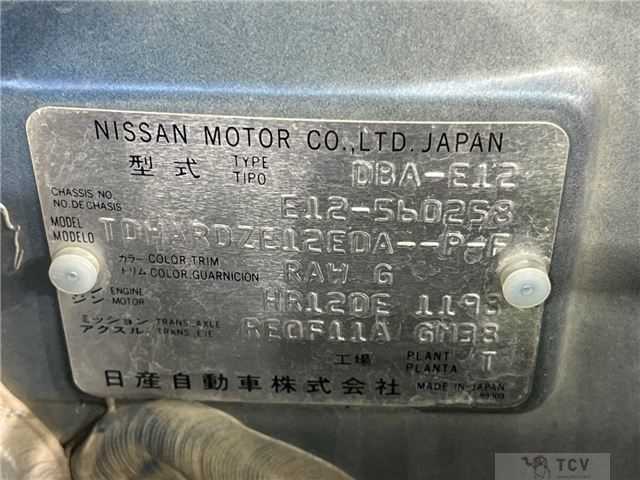 NISSAN MOTOR CO.,LTD. JAPAN
型式 TYPE TIPO DBA-E12
CHASSIS NO. NO.DE CHASIS E12-560258
MODEL MODELO
カラー COLOR,TRIM
トリム COLOR,GUARNICION RAW G
エンジン ENGINE MOTOR HR12DE 1198
ミッション TRANS.AXLE
アクスル TRANS.EJE RE0F11A GM38
工場 PLANT PLANTA T
日産自動車株式会社 MADE IN JAPAN
TCV